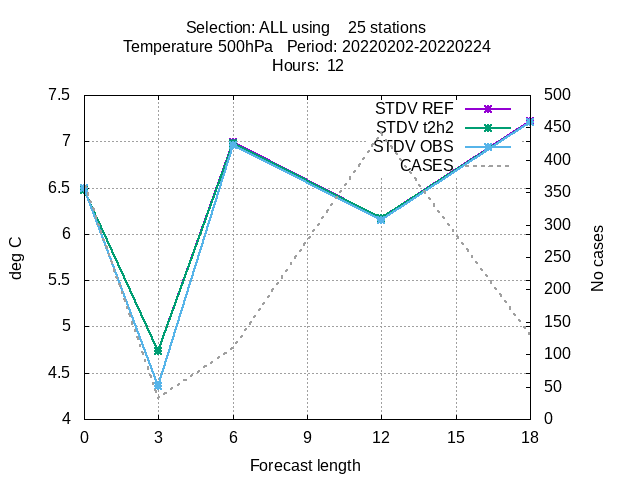 Selection: ALL using 25 stations
Temperature 500hPa Period: 20220202-20220224
Hours: 12
7.5
7
6.5
6
5.5
5
4.5
4
deg C
STDV REF
STDV t2h2
STDV OBS
CASES
500
450
400
350
300
250
200
150
100
50
0
No cases
0 3 6 9 12 15 18
Forecast length